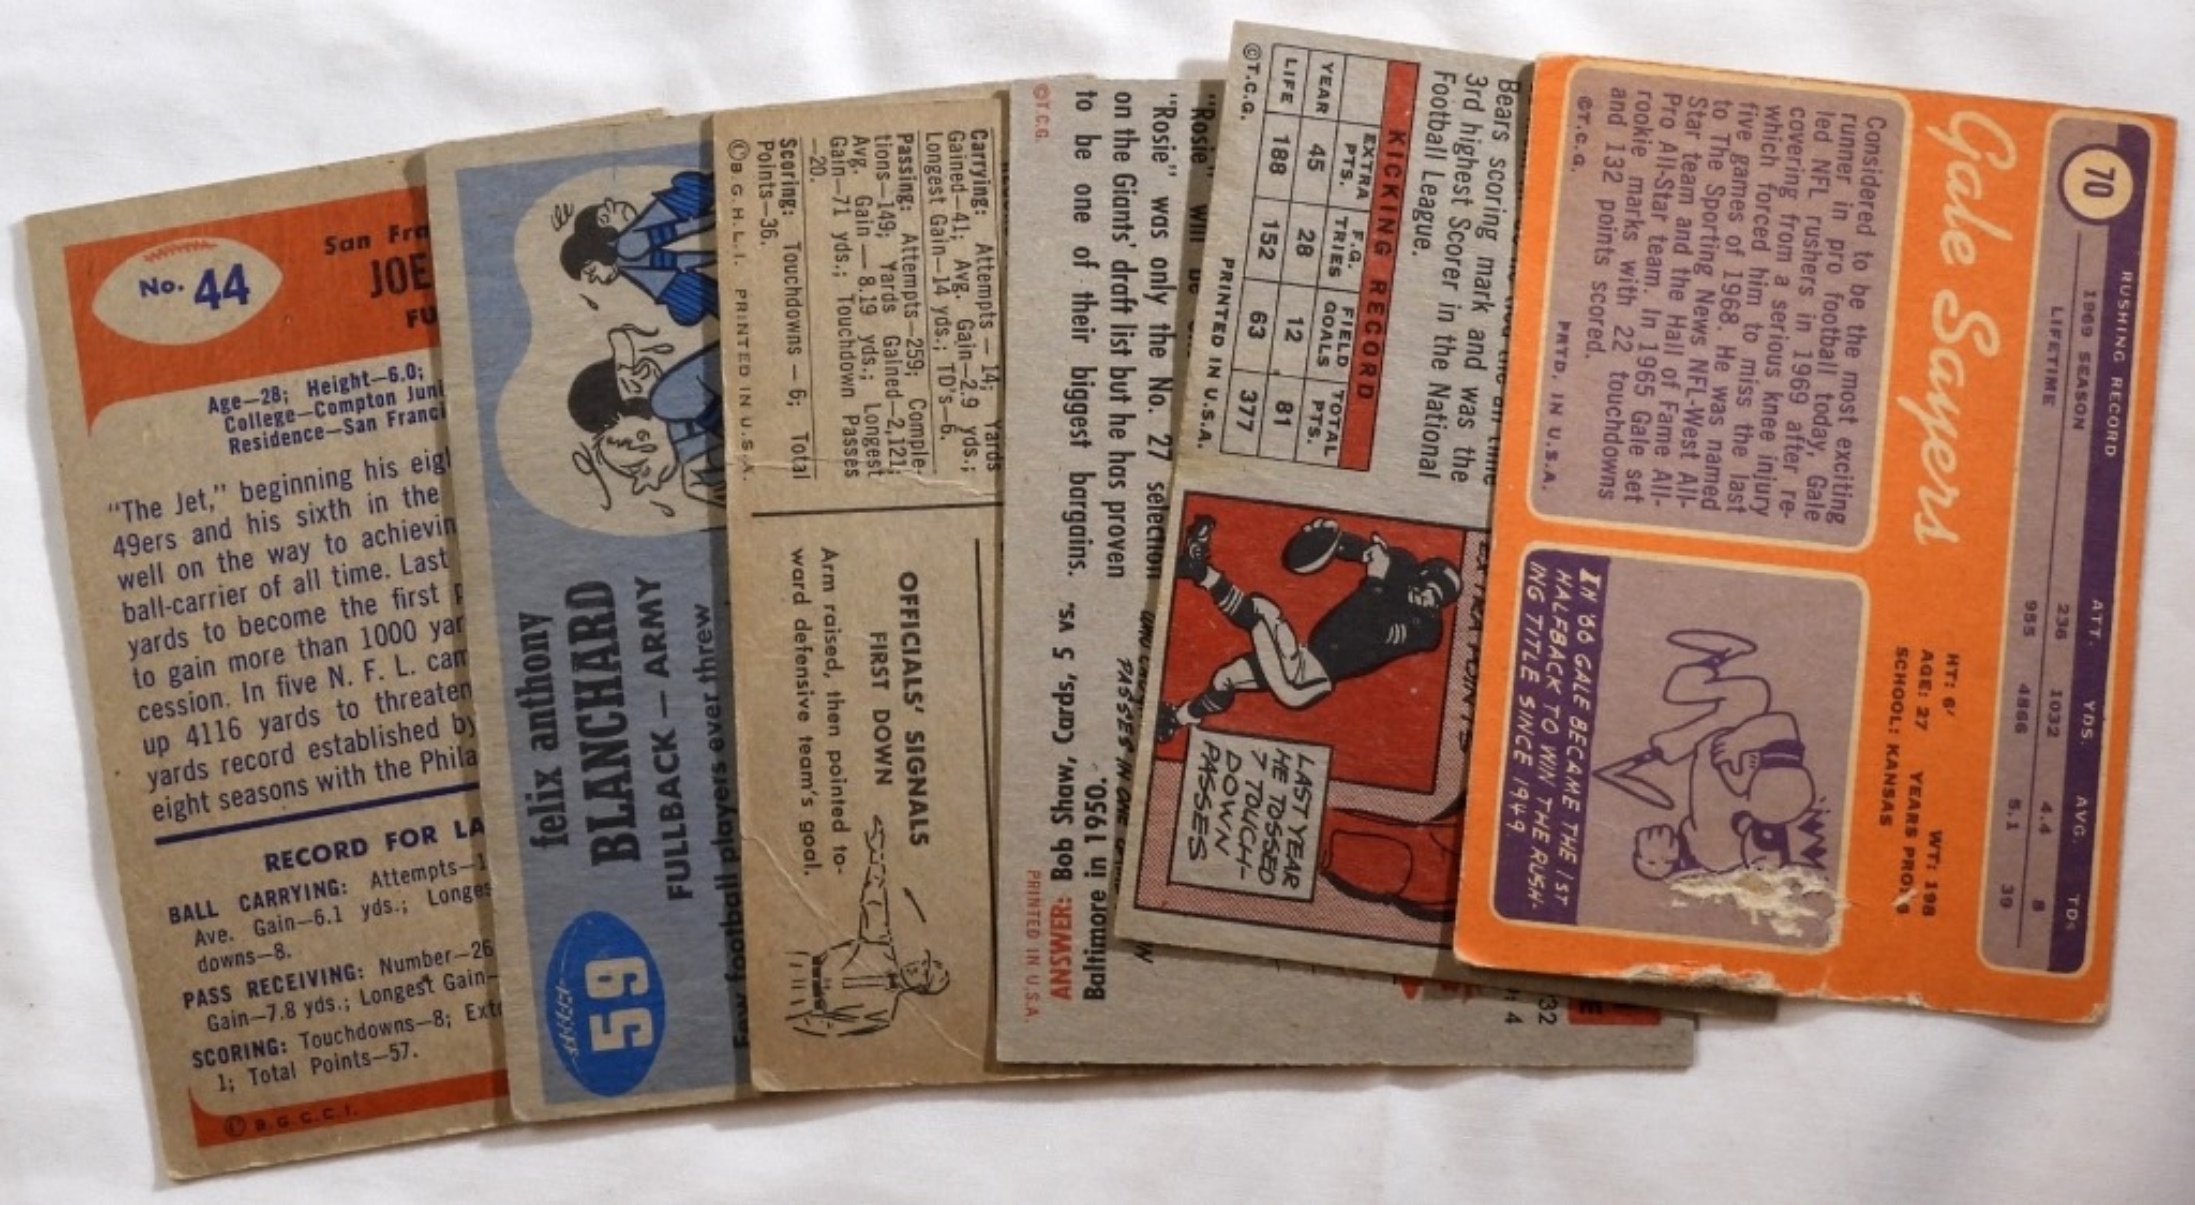 No. 44
San Fra
JOE
FU
Age—28; Height—6.0;
College—Compton Juni
Residence—San Franci
"The Jet," beginning his eig
49ers and his sixth in the
well on the way to achievin
ball-carrier of all time. Last
yards to become the first
to gain more than 1000 yar
cession. In five N. F. L. cam
up 4116 yards to threaten
yards record established by
eight seasons with the Phila
RECORD FOR LA
BALL CARRYING: Attempts—1
Ave. Gain—6.1 yds.; Longes
downs—8.
PASS RECEIVING: Number—26
Gain—7.8 yds.; Longest Gain—
SCORING: Touchdowns—8; Extr
1; Total Points—57.
© B.G.C.C.I.
felix anthony
BLANCHARD
FULLBACK — ARMY
Few football players ever threw
59
Carrying: Attempts — 14; Yards
Gained—41; Avg. Gain—2.9 yds.;
Longest Gain—14 yds.; TD's—6.
Passing: Attempts—259; Comple-
tions—149; Yards Gained—2,121;
Avg. Gain — 8.19 yds.; Longest
Gain—71 yds.; Touchdown Passes
—20.
Scoring: Touchdowns — 6; Total
Points—36.
© B. G. H. L. I. PRINTED IN U.S.A.
OFFICIALS' SIGNALS
FIRST DOWN
Arm raised, then pointed to-
ward defensive team's goal.
"Rosie" will be
"Rosie" was only the No. 27 selection
on the Giants' draft list but he has proven
to be one of their biggest bargains.
©T.C.G.
PASSES IN ONE
ANSWER: Bob Shaw, Cards, 5 vs.
Baltimore in 1950.
PRINTED IN U.S.A.
Bears scoring mark and was the
3rd highest Scorer in the National
Football League.
KICKING RECORD
EXTRA PTS. F.G. TRIES FIELD GOALS TOTAL PTS.
YEAR 45 28 12 81
LIFE 188 152 63 377
©T.C.G. PRINTED IN U.S.A.
EXTRA POINTS
LAST YEAR
HE TOSSED
7 TOUCH-
DOWN
PASSES
32
4
70
RUSHING RECORD ATT. YDS. AVG. TDs
1969 SEASON 236 1032 4.4 8
LIFETIME 955 4866 5.1 39
Gale Sayers
HT: 6' WT: 198
AGE: 27 YEARS PRO: 5
SCHOOL: KANSAS
Considered to be the most exciting
runner in pro football today, Gale
led NFL rushers in 1969 after re-
covering from a serious knee injury
which forced him to miss the last
five games of 1968. He was named
to The Sporting News NFL-West All-
Star team and the Hall of Fame All-
Pro All-Star team. In 1965 Gale set
rookie marks with 22 touchdowns
and 132 points scored.
©T.C.G. PRTD. IN U.S.A.
IN '66 GALE BECAME THE 1ST
HALFBACK TO WIN THE RUSH-
ING TITLE SINCE 1949